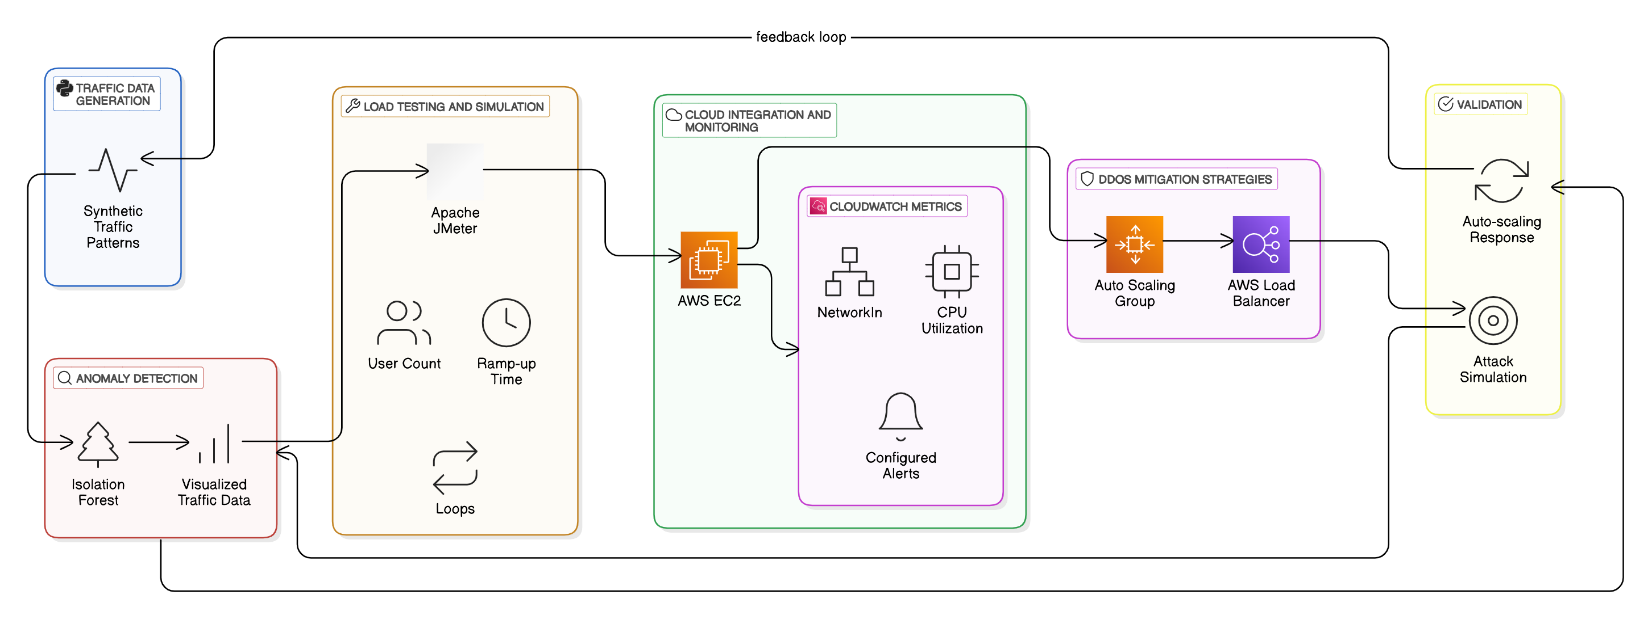 feedback loop
TRAFFIC DATA
GENERATION
Synthetic
Traffic
Patterns
ANOMALY DETECTION
Isolation
Forest
Visualized
Traffic Data
LOAD TESTING AND SIMULATION
Apache
JMeter
User Count
Ramp-up
Time
Loops
CLOUD INTEGRATION AND
MONITORING
AWS EC2
CLOUDWATCH METRICS
NetworkIn
CPU
Utilization
Configured
Alerts
DDOS MITIGATION STRATEGIES
Auto Scaling
Group
AWS Load
Balancer
VALIDATION
Auto-scaling
Response
Attack
Simulation